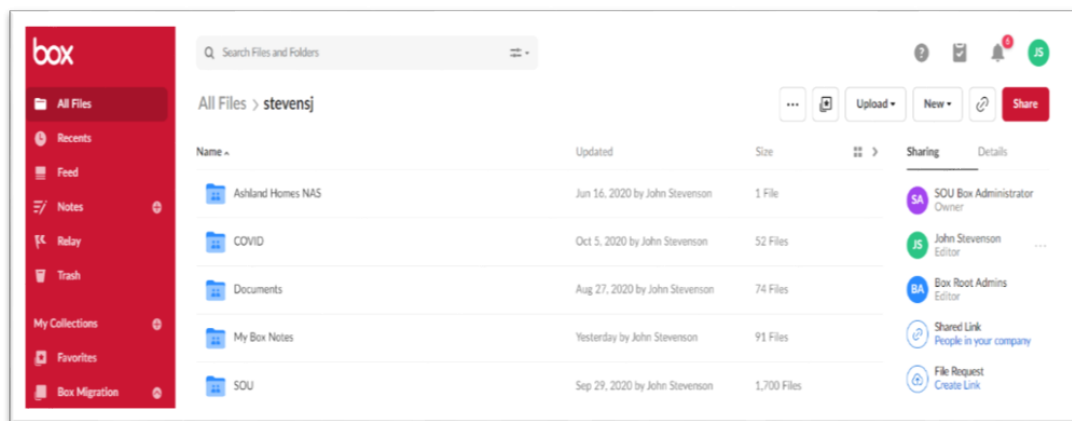 box
Search Files and Folders
6
JS
All Files
Recents
Feed
Notes
Relay
Trash
My Collections
Favorites
Box Migration
All Files > stevensj
Upload
New
Share
Name Updated Size
Ashland Homes NAS Jun 16, 2020 by John Stevenson 1 File
COVID Oct 5, 2020 by John Stevenson 52 Files
Documents Aug 27, 2020 by John Stevenson 74 Files
My Box Notes Yesterday by John Stevenson 91 Files
SOU Sep 29, 2020 by John Stevenson 1,700 Files
Sharing Details
SA SOU Box Administrator
Owner
JS John Stevenson
Editor
BA Box Root Admins
Editor
Shared Link
People in your company
File Request
Create Link